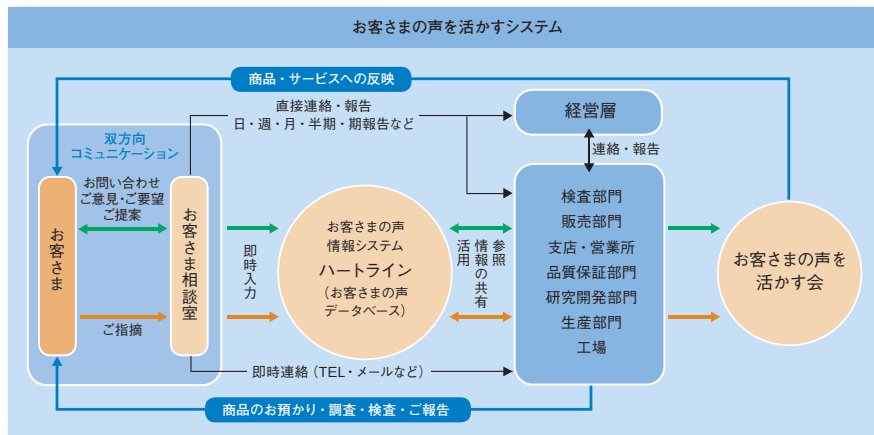 お客さまの声を活かすシステム
商品・サービスへの反映
直接連絡・報告
日・週・月・半期・期報告など
経営層
連絡・報告
双方向
コミュニケーション
お客さま
お問い合わせ
ご意見・ご要望
ご提案
ご指摘
お客さま相談室
即時入力
お客さまの声
情報システム
ハートライン
（お客さまの声
データベース）
参照
情報の共有
活用
検査部門
販売部門
支店・営業所
品質保証部門
研究開発部門
生産部門
工場
お客さまの声を
活かす会
即時連絡（TEL・メールなど）
商品のお預かり・調査・検査・ご報告